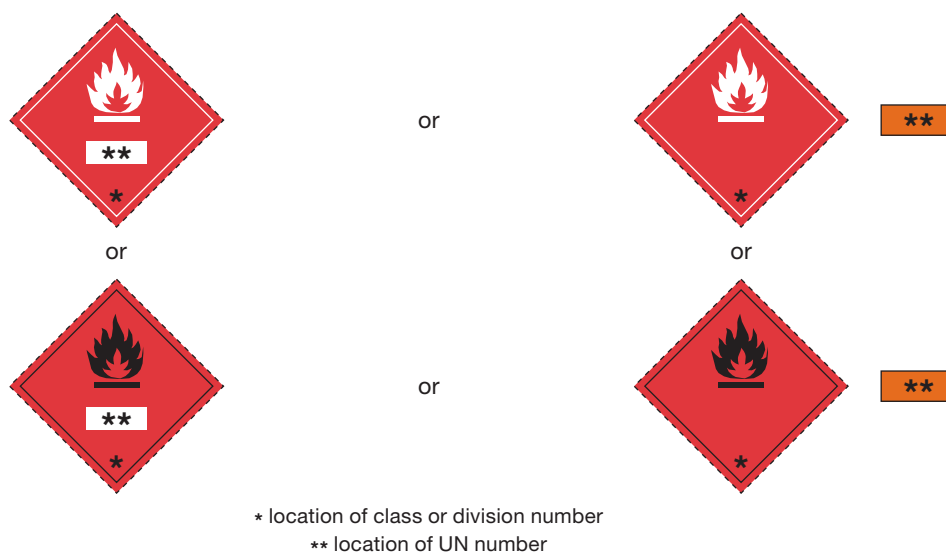 or
**
**
*
*
or
or
or
**
**
*
*
* location of class or division number
** location of UN number